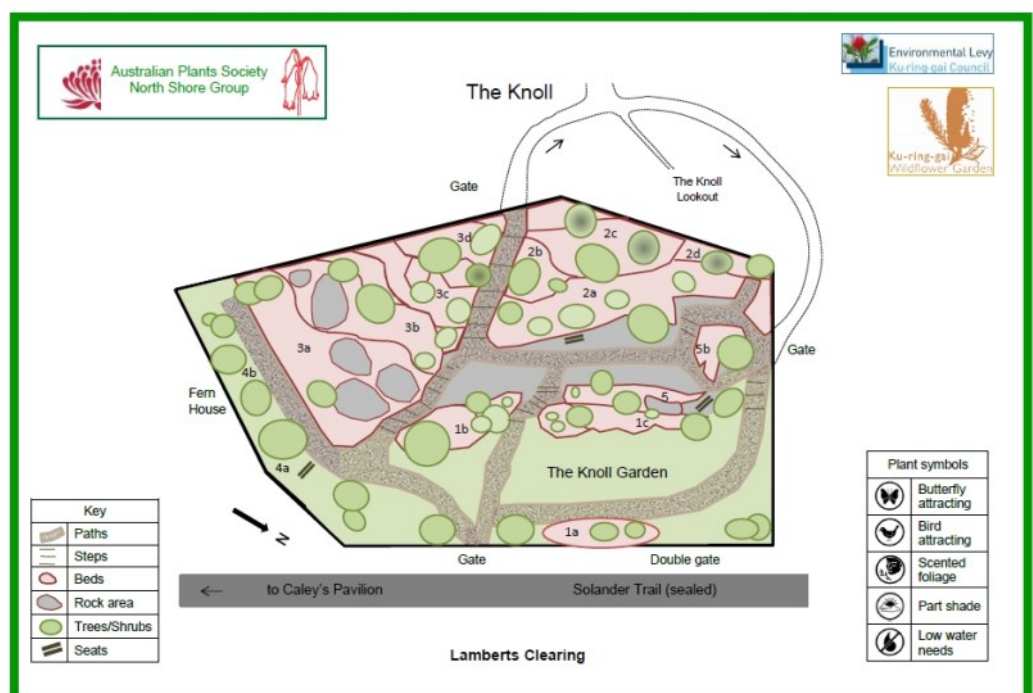 Australian Plants Society
North Shore Group
Environmental Levy
Ku-ring-gai Council
The Knoll
Ku-ring-gai
Wildflower Garden
The Knoll
Lookout
Gate
3d
2c
2b
2d
3c
2a
3b
3a
5b
Gate
4b
Fern
House
5
1b
1c
4a
The Knoll Garden
N
1a
Gate
Double gate
to Caley's Pavilion
Solander Trail (sealed)
Lamberts Clearing
Key
Paths
Steps
Beds
Rock area
Trees/Shrubs
Seats
Plant symbols
Butterfly
attracting
Bird
attracting
Scented
foliage
Part shade
Low water
needs